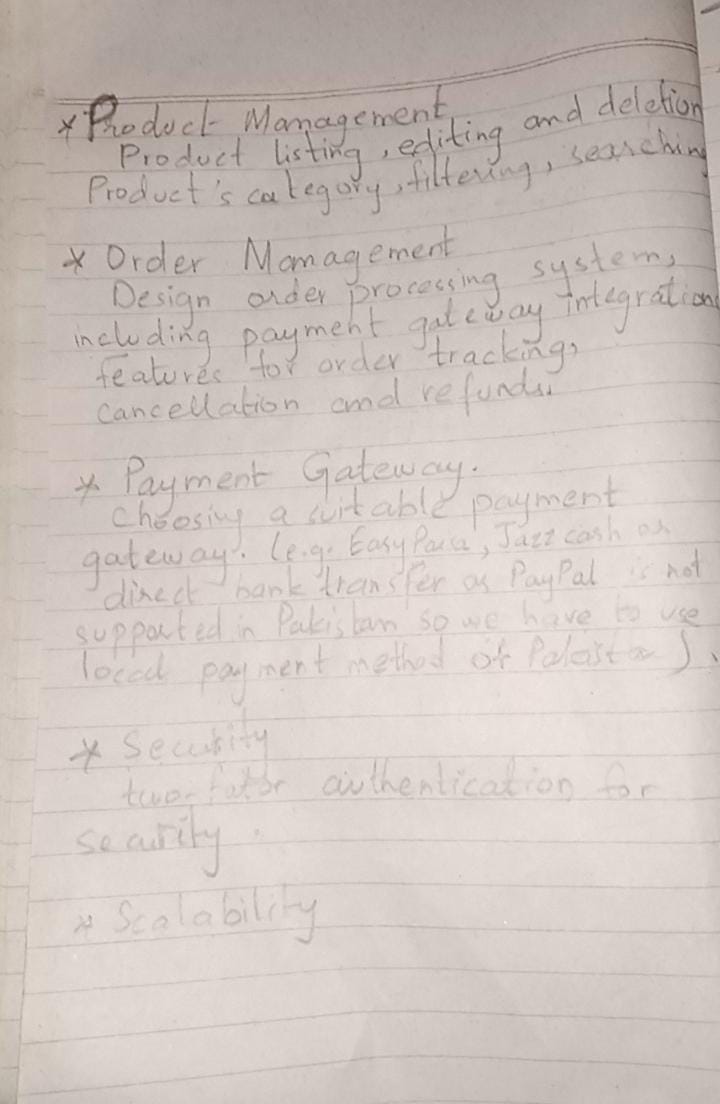 * Product Management
Product listing, editing and deletion
Product's category, filtering, searching
* Order Management
Design order processing system,
including payment gateway integration
features for order tracking,
cancellation and refunds.
* Payment Gateway.
Choosing a suitable payment
gateway. (e.g. EasyPaisa, Jazz cash or
direct bank transfer as PayPal is not
supported in Pakistan so we have to use
local payment method of Pakistan).
* Security
two-fator authentication for
security.
* Scalability